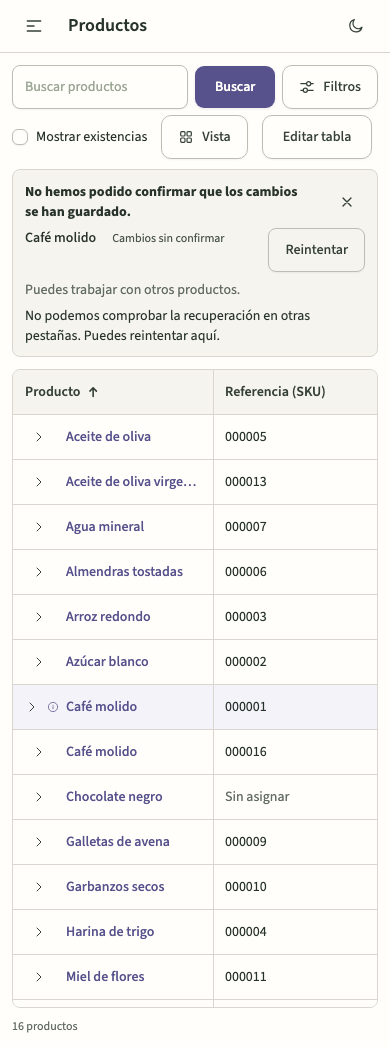 Productos
Buscar productos
Buscar
Filtros
Mostrar existencias
Vista
Editar tabla
No hemos podido confirmar que los cambios
se han guardado.
Café molido Cambios sin confirmar
Reintentar
Puedes trabajar con otros productos.
No podemos comprobar la recuperación en otras
pestañas. Puedes reintentar aquí.
Producto Referencia (SKU)
Aceite de oliva 000005
Aceite de oliva virge... 000013
Agua mineral 000007
Almendras tostadas 000006
Arroz redondo 000003
Azúcar blanco 000002
Café molido 000001
Café molido 000016
Chocolate negro Sin asignar
Galletas de avena 000009
Garbanzos secos 000010
Harina de trigo 000004
Miel de flores 000011
16 productos